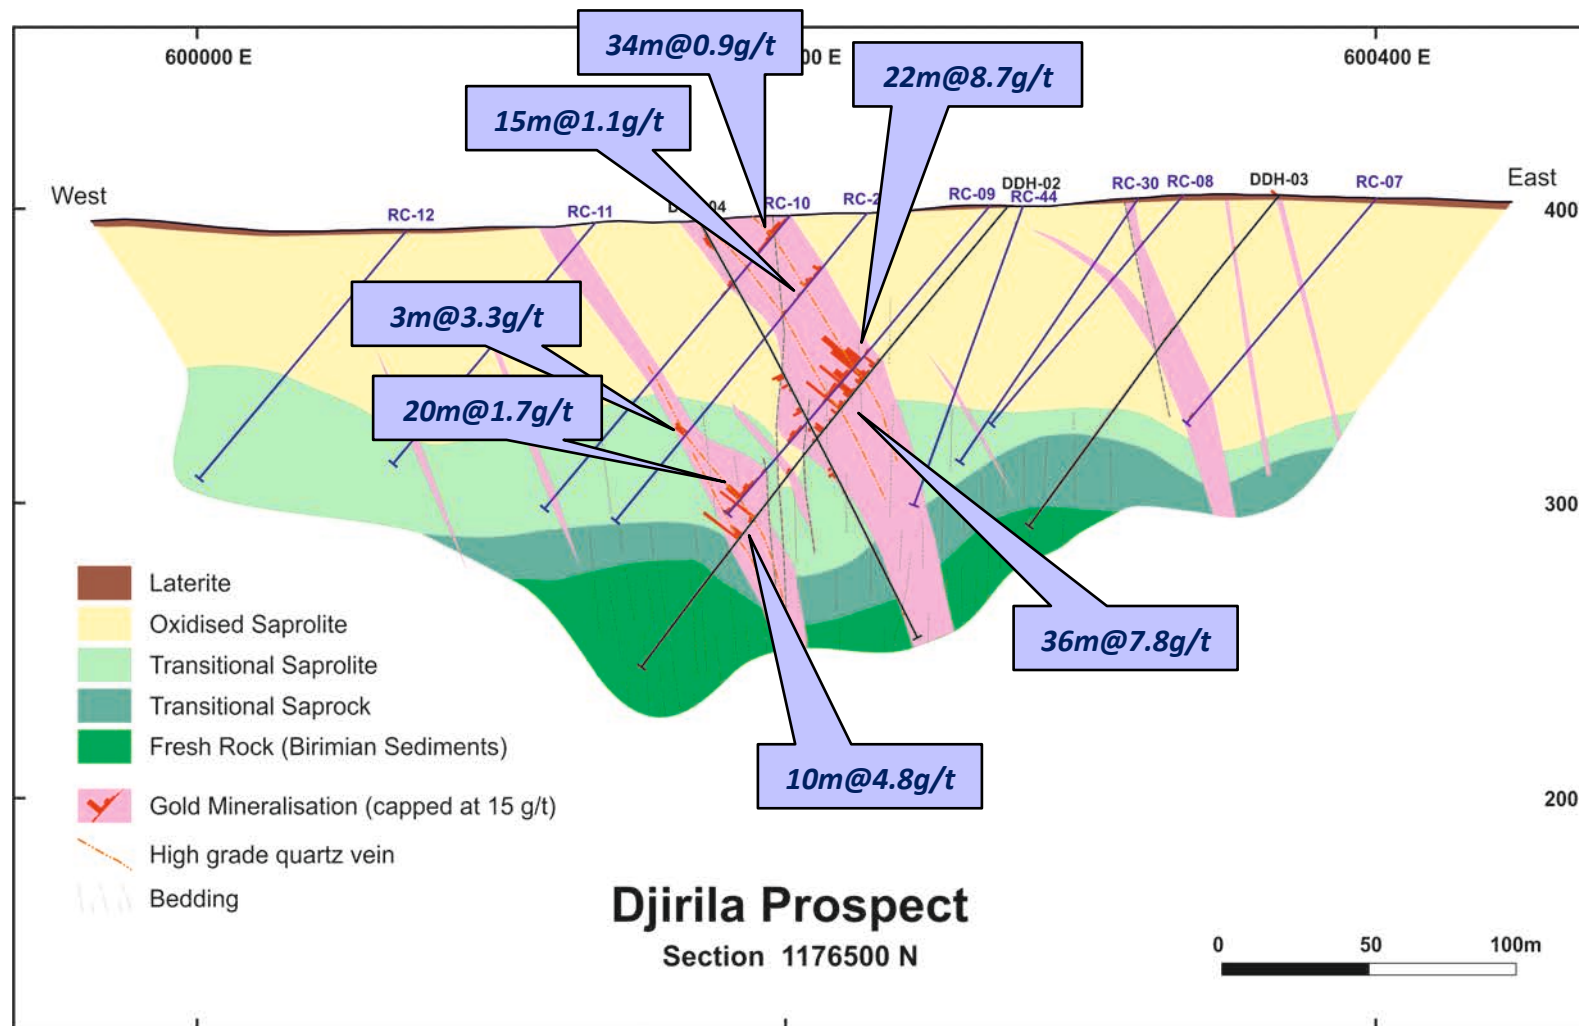 34m@0.9g/t
600000 E
00 E
600400 E
22m@8.7g/t
15m@1.1g/t
West
East
RC-12
RC-11
04
RC-10
RC-2
RC-09
DDH-02
RC-44
RC-30
RC-08
DDH-03
RC-07
400
3m@3.3g/t
20m@1.7g/t
300
Laterite
Oxidised Saprolite
Transitional Saprolite
Transitional Saprock
Fresh Rock (Birimian Sediments)
36m@7.8g/t
10m@4.8g/t
200
Gold Mineralisation (capped at 15 g/t)
High grade quartz vein
Bedding
Djirila Prospect
Section 1176500 N
0 50 100m